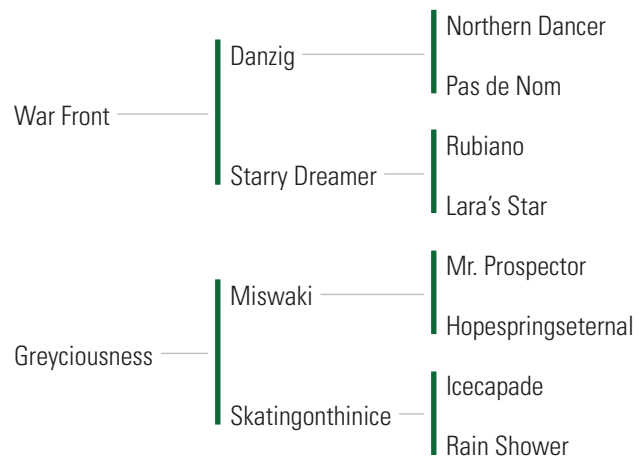 Northern Dancer
Danzig
Pas de Nom
War Front
Rubiano
Starry Dreamer
Lara’s Star
Mr. Prospector
Miswaki
Hopespringseternal
Greyciousness
Icecapade
Skatingonthinice
Rain Shower